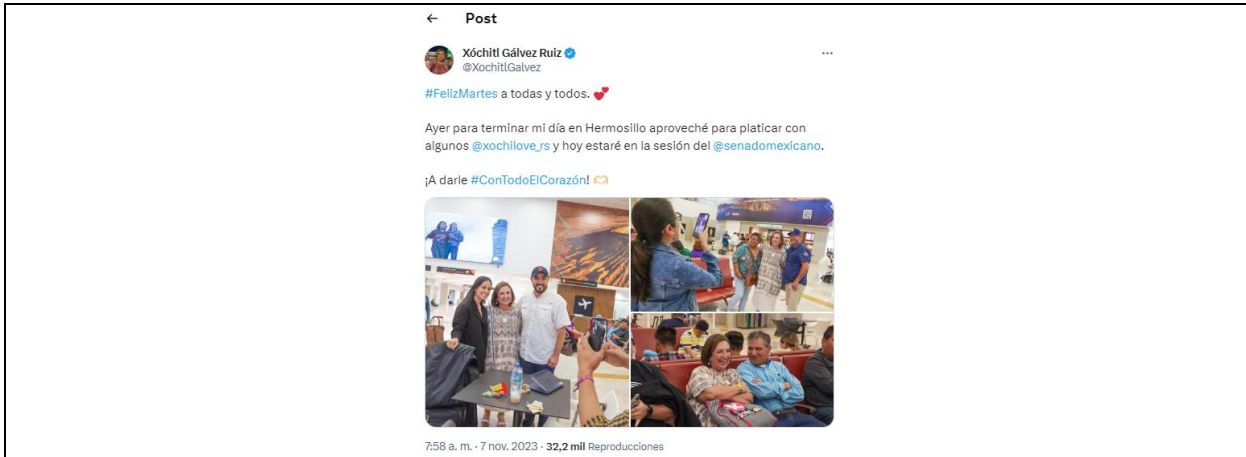 ← Post
Xóchitl Gálvez Ruiz
@XochitlGalvez
#FelizMartes a todas y todos. 💕
Ayer para terminar mi día en Hermosillo aproveché para platicar con
algunos @xochilove_rs y hoy estaré en la sesión del @senadomexicano.
¡A darle #ConTodoElCorazón! 🫶🏻
7:58 a. m. · 7 nov. 2023 · 32,2 mil Reproducciones